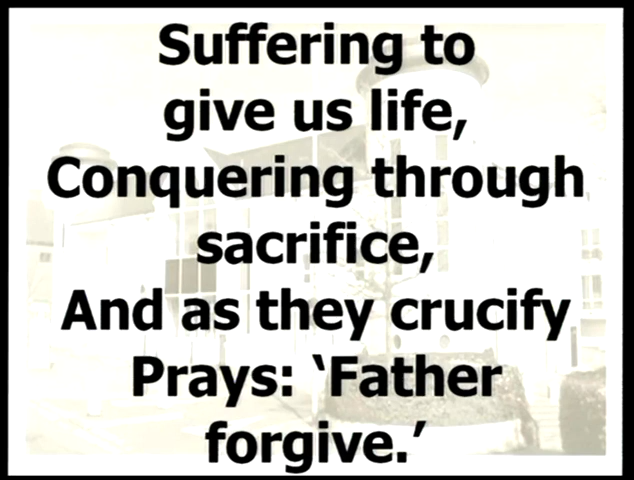 Suffering to
give us life,
Conquering through
sacrifice,
And as they crucify
Prays: ‘Father
forgive.’